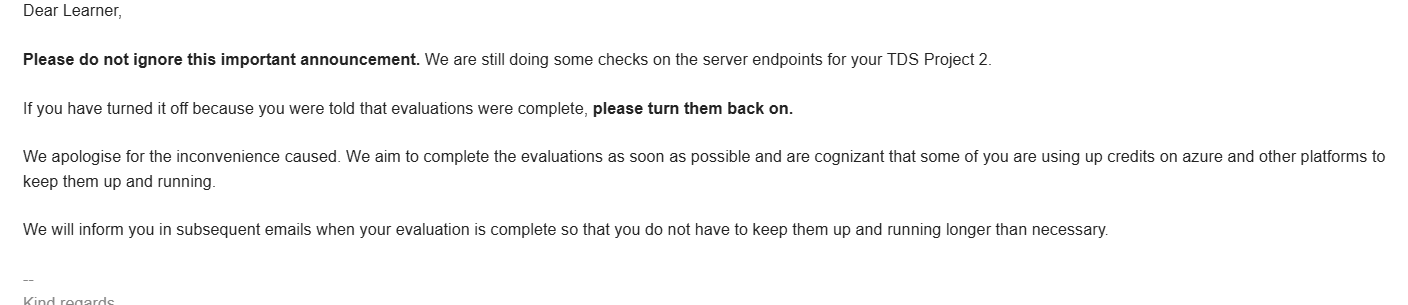 Dear Learner,
Please do not ignore this important announcement. We are still doing some checks on the server endpoints for your TDS Project 2.
If you have turned it off because you were told that evaluations were complete, please turn them back on.
We apologise for the inconvenience caused. We aim to complete the evaluations as soon as possible and are cognizant that some of you are using up credits on azure and other platforms to
keep them up and running.
We will inform you in subsequent emails when your evaluation is complete so that you do not have to keep them up and running longer than necessary.
--
Kind regards